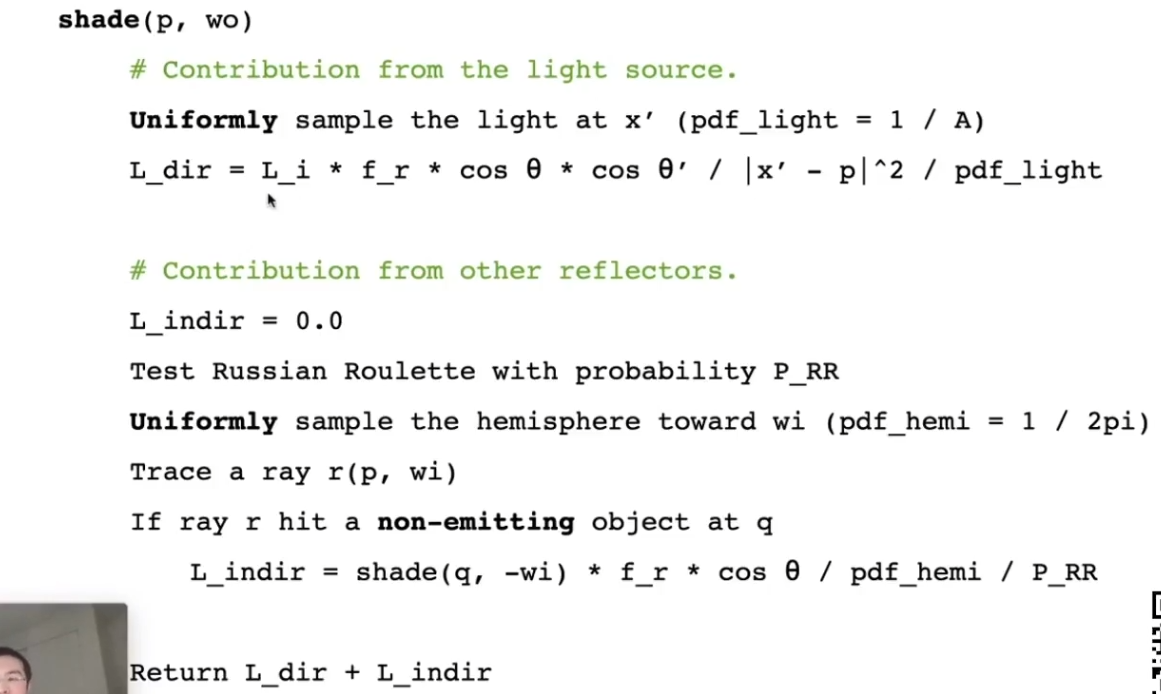 shade(p, wo)
# Contribution from the light source.
Uniformly sample the light at x′ (pdf_light = 1 / A)
L_dir = L_i * f_r * cos θ * cos θ′ / |x′ - p|^2 / pdf_light
# Contribution from other reflectors.
L_indir = 0.0
Test Russian Roulette with probability P_RR
Uniformly sample the hemisphere toward wi (pdf_hemi = 1 / 2pi)
Trace a ray r(p, wi)
If ray r hit a non-emitting object at q
L_indir = shade(q, -wi) * f_r * cos θ / pdf_hemi / P_RR
Return L_dir + L_indir